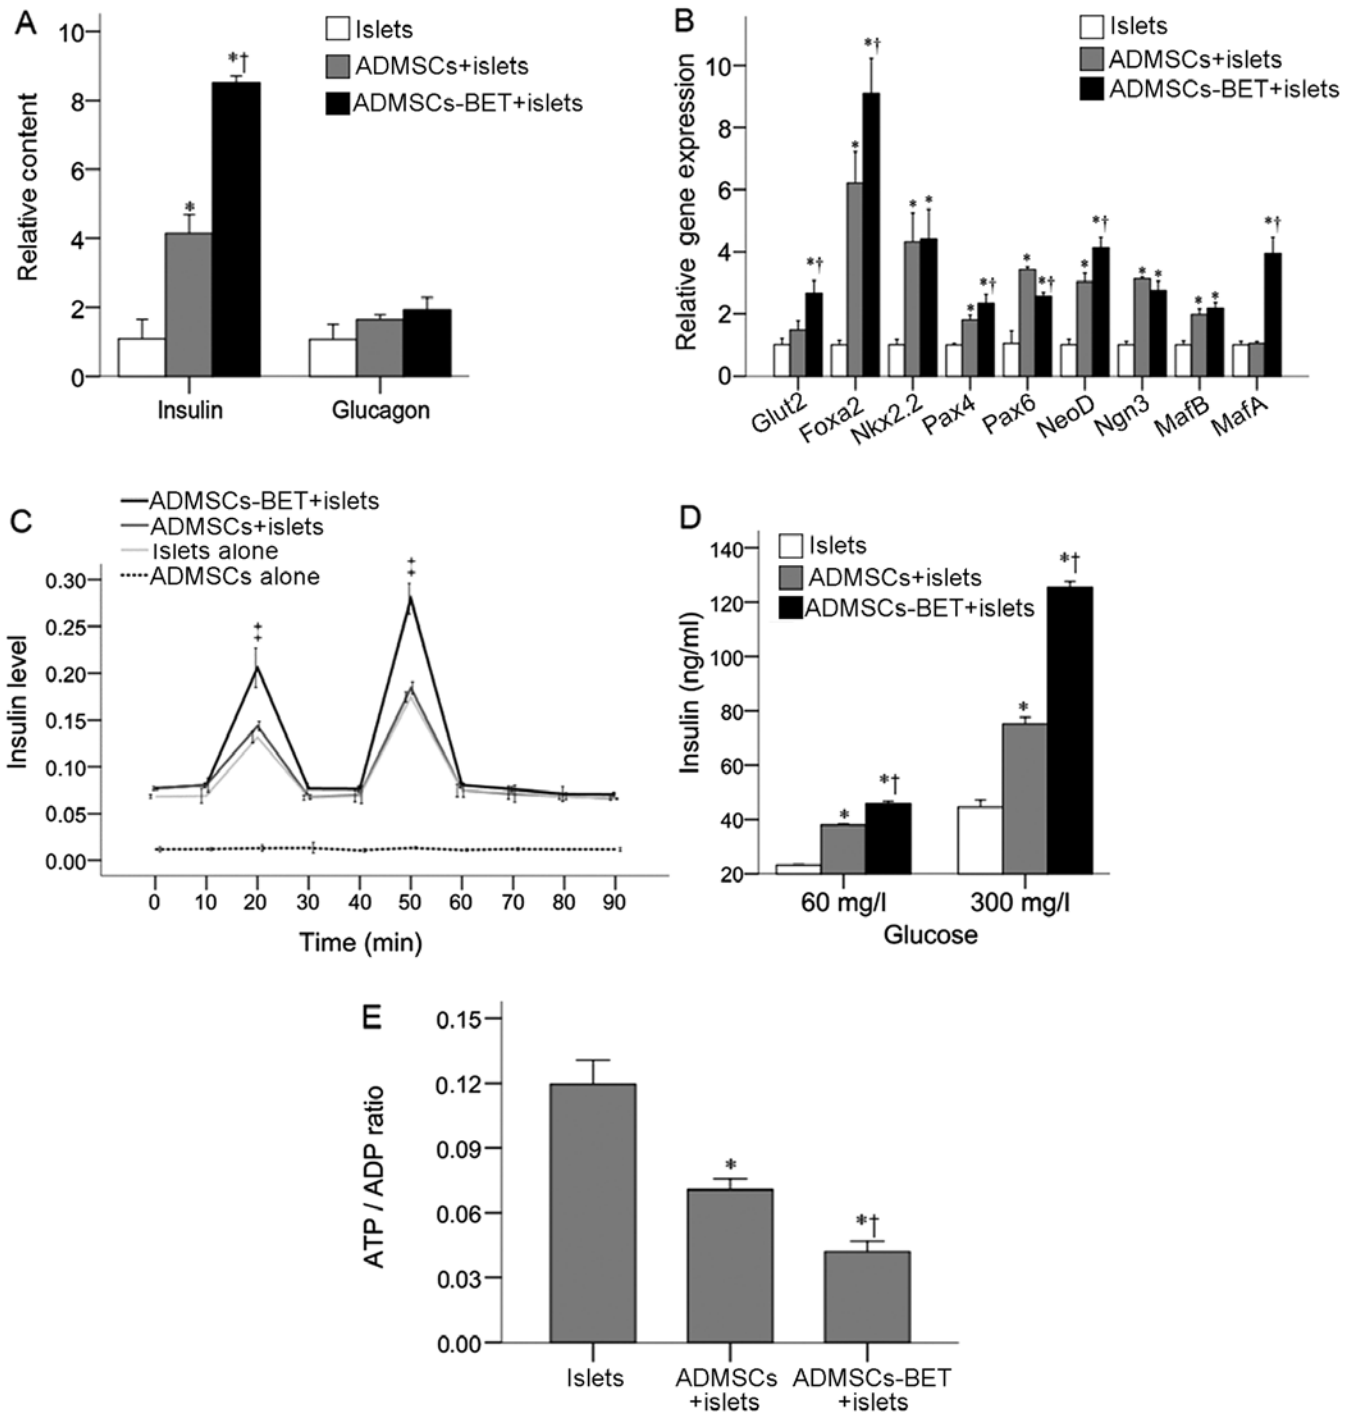 A
10
8
6
4
2
0
Relative content
Islets
ADMSCs+islets
ADMSCs-BET+islets
*
*†
Insulin
Glucagon
B
10
8
6
4
2
0
Relative gene expression
Islets
ADMSCs+islets
ADMSCs-BET+islets
*†
*
*†
*
*
*
*†
*
*†
*
*†
*
*
*
*
*†
Glut2
Foxa2
Nkx2.2
Pax4
Pax6
NeoD
Ngn3
MafB
MafA
C
ADMSCs-BET+islets
ADMSCs+islets
Islets alone
ADMSCs alone
0.30
0.25
0.20
0.15
0.10
0.05
0.00
Insulin level
‡
‡
0 10 20 30 40 50 60 70 80 90
Time (min)
D
140
120
100
80
60
40
20
Insulin (ng/ml)
Islets
ADMSCs+islets
ADMSCs-BET+islets
*
*†
*
*†
60 mg/l
300 mg/l
Glucose
E
0.15
0.12
0.09
0.06
0.03
0.00
ATP / ADP ratio
*
*†
Islets
ADMSCs
+islets
ADMSCs-BET
+islets